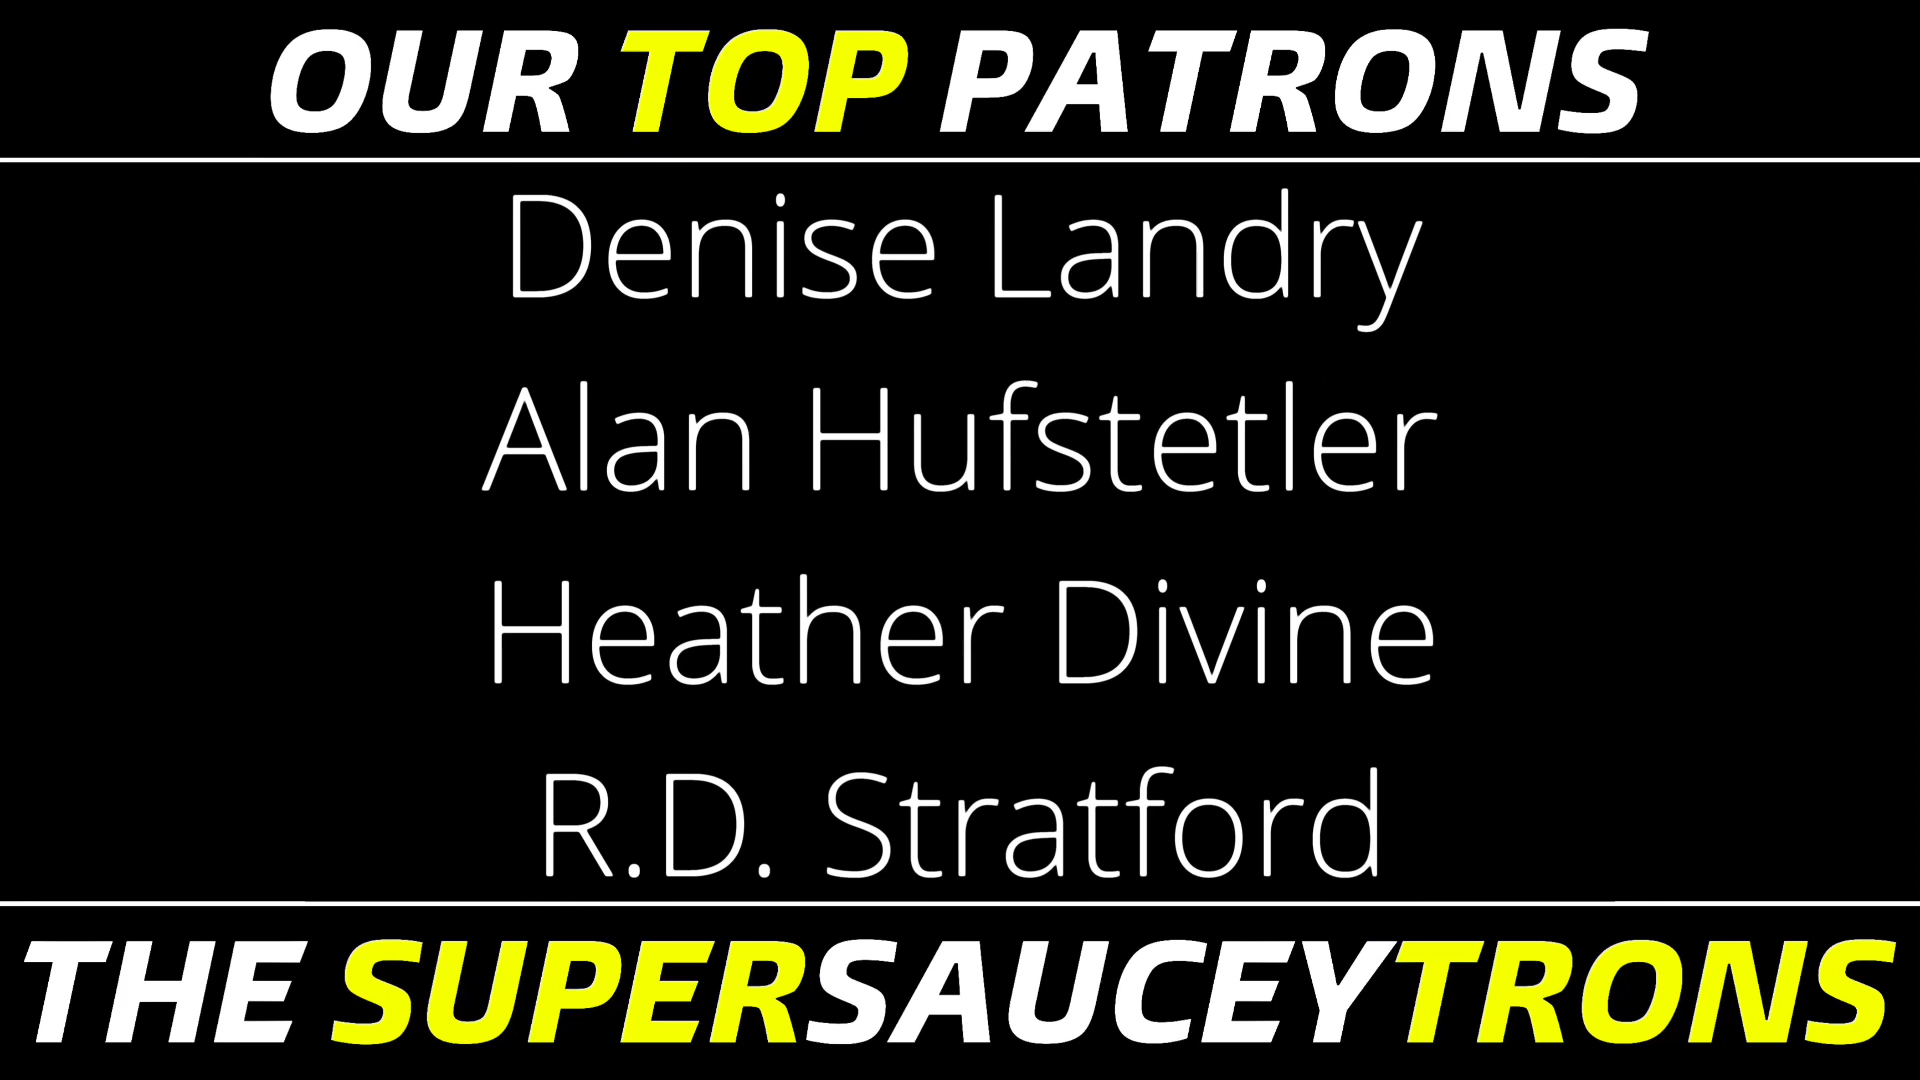 OUR TOP PATRONS
Denise Landry
Alan Hufstetler
Heather Divine
R.D. Stratford
THE SUPERSAUCEYTRONS